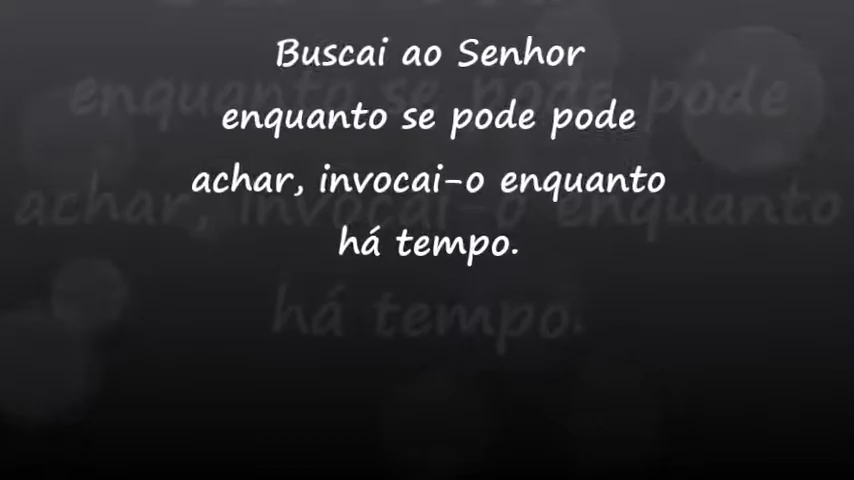 Buscai ao Senhor
enquanto se pode pode
achar, invocai-o enquanto
há tempo.